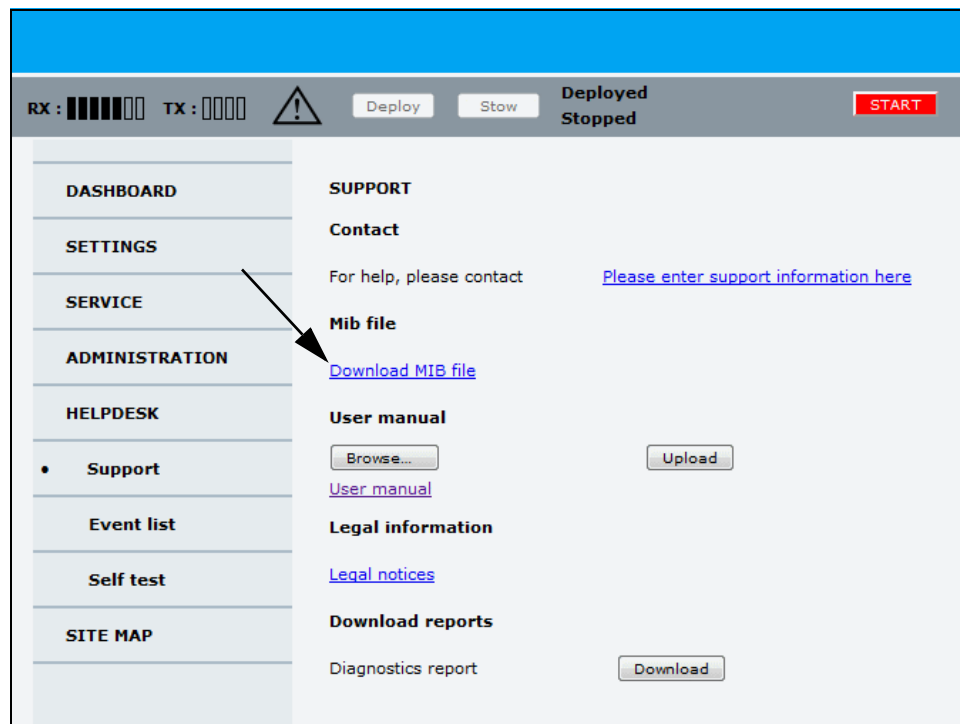 RX : TX : Deploy Stow Deployed
Stopped START
DASHBOARD
SETTINGS
SERVICE
ADMINISTRATION
HELPDESK
• Support
Event list
Self test
SITE MAP
SUPPORT
Contact
For help, please contact Please enter support information here
Mib file
Download MIB file
User manual
Browse... Upload
User manual
Legal information
Legal notices
Download reports
Diagnostics report Download